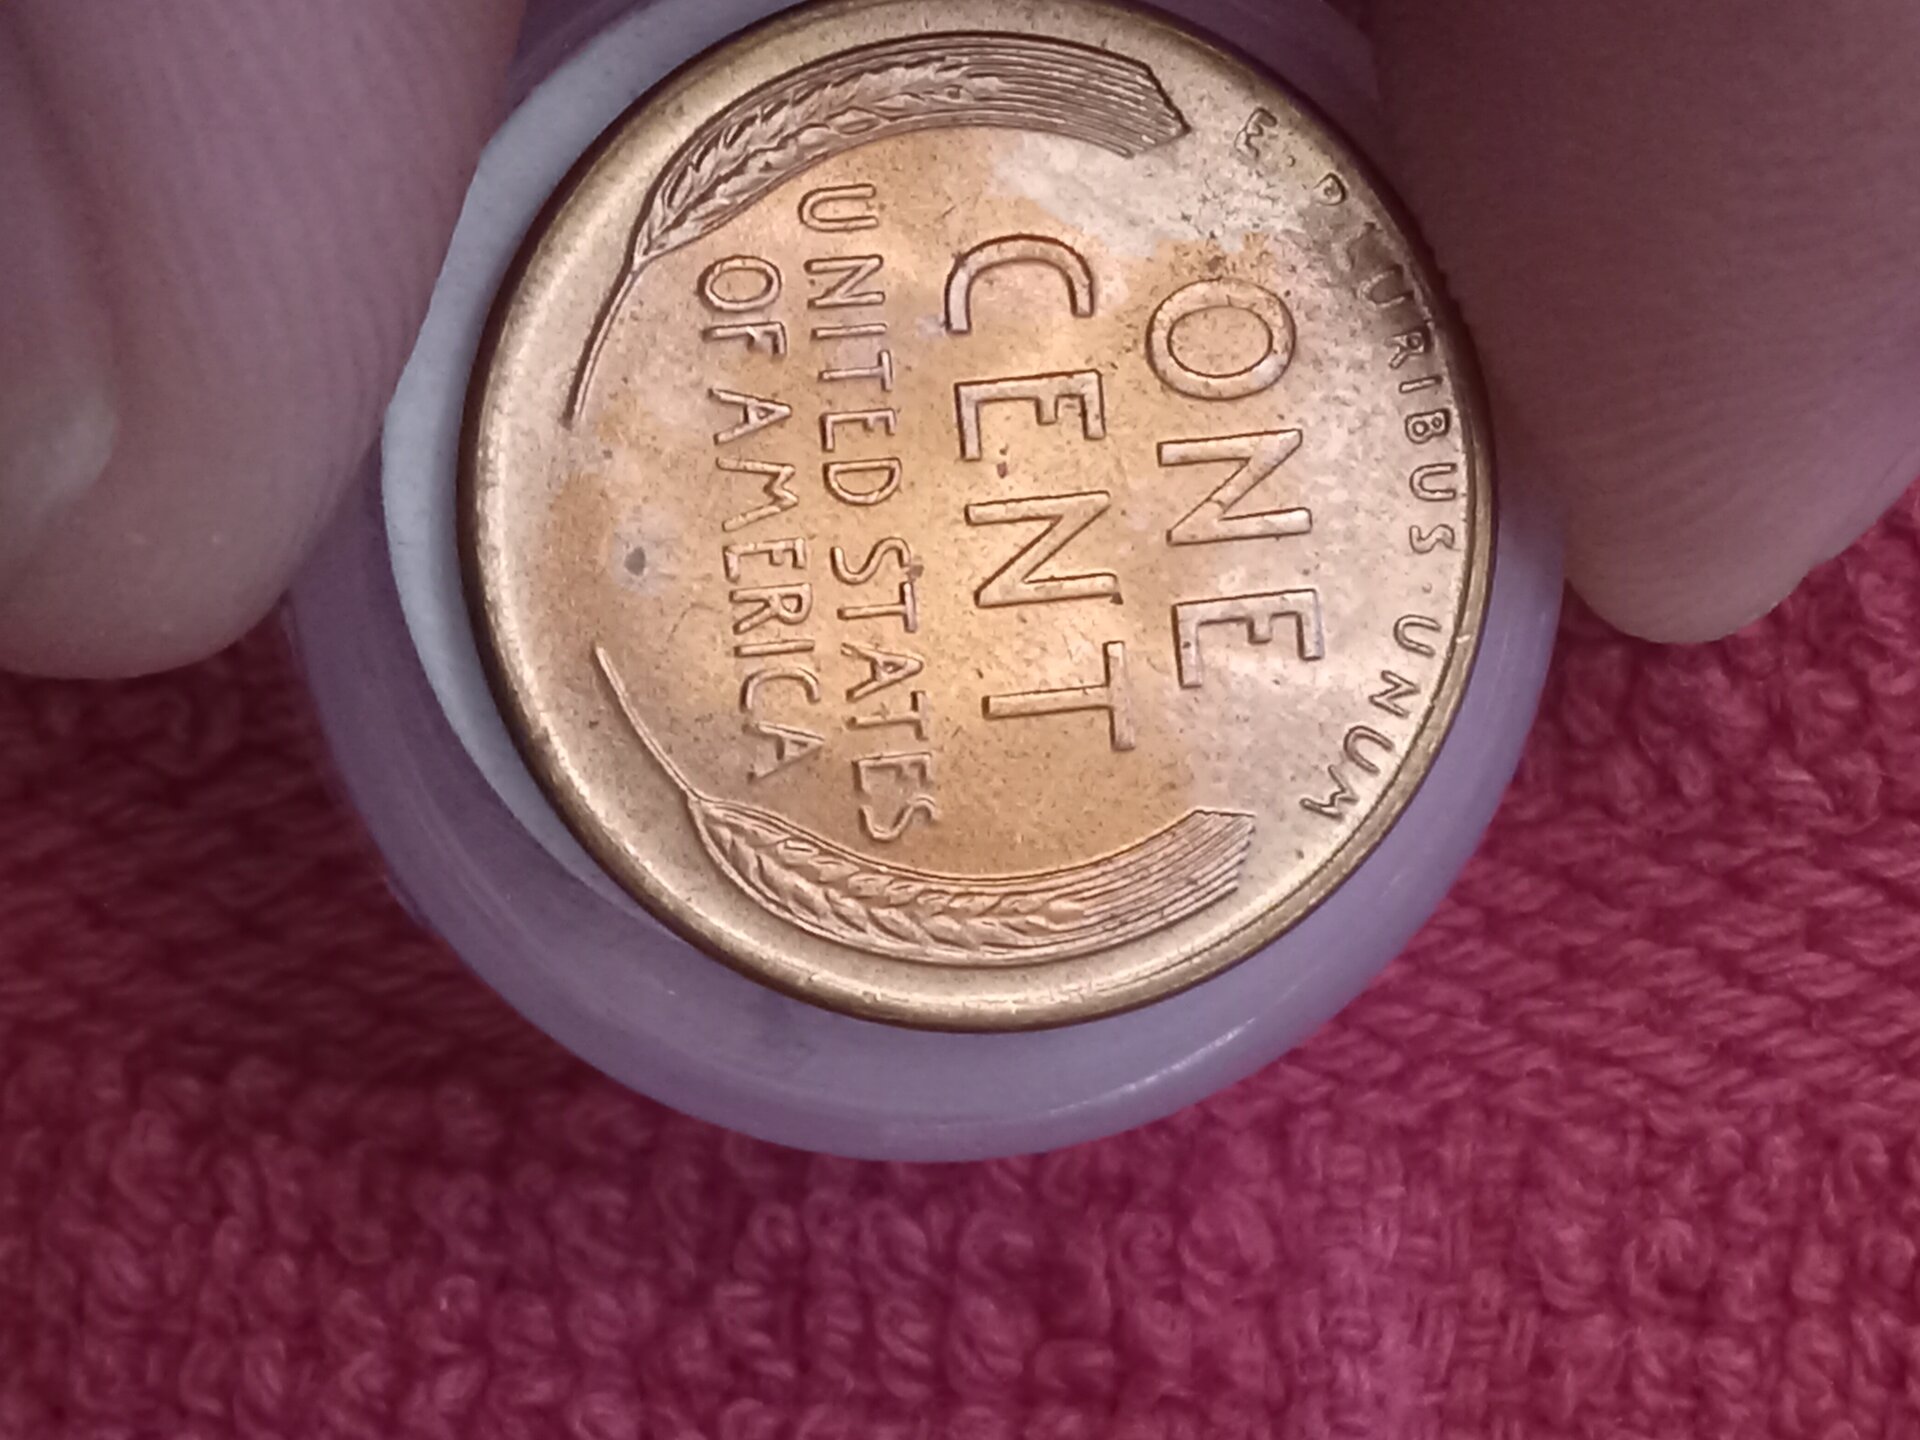 E · PLURIBUS · UNUM
ONE
CENT
UNITED STATES
OF AMERICA